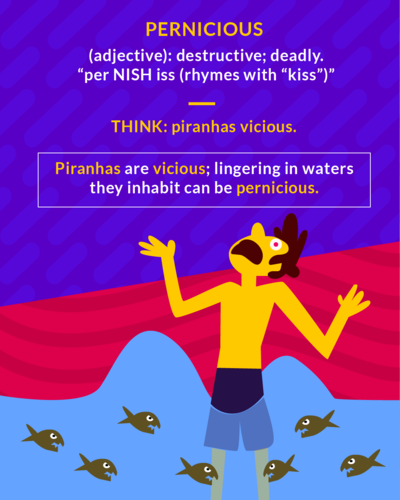 PERNICIOUS
(adjective): destructive; deadly.
“per NISH iss (rhymes with “kiss”)”
THINK: piranhas vicious.
Piranhas are vicious; lingering in waters
they inhabit can be pernicious.